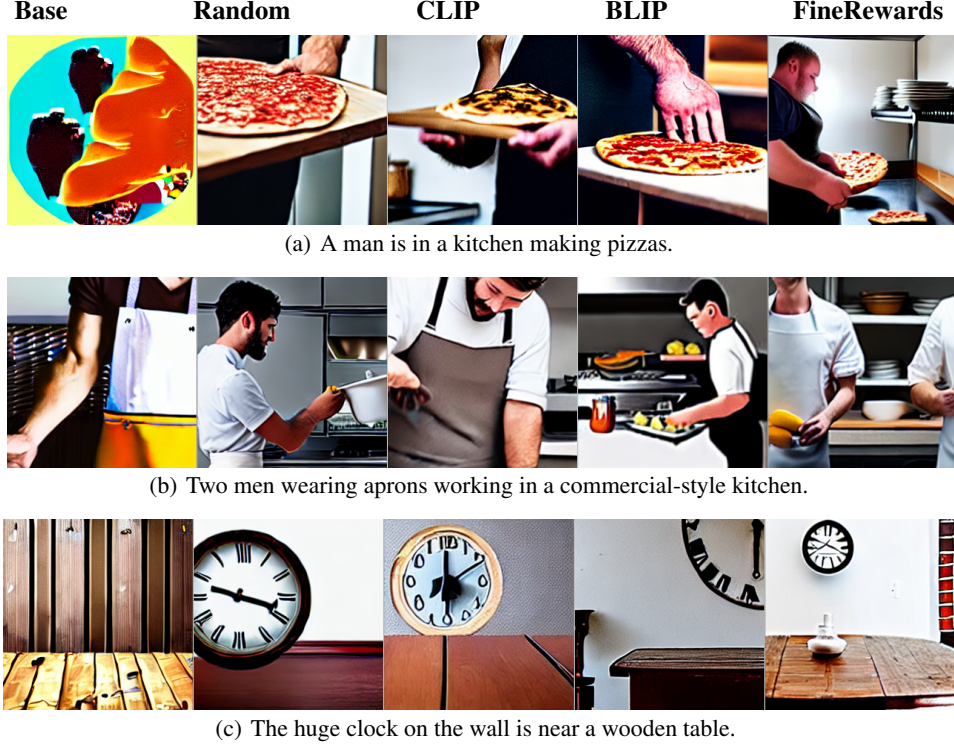 Base Random CLIP BLIP FineRewards
(a) A man is in a kitchen making pizzas.
(b) Two men wearing aprons working in a commercial-style kitchen.
(c) The huge clock on the wall is near a wooden table.